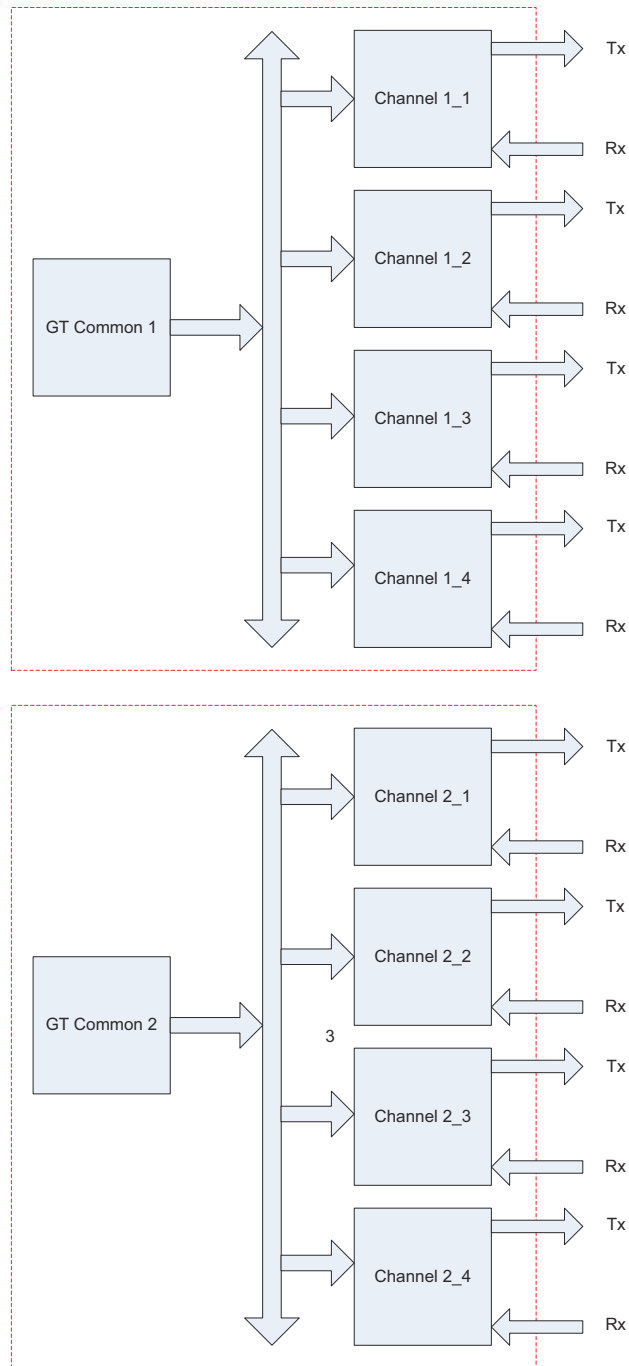 Tx
Channel 1_1
Rx
Tx
Channel 1_2
Rx
GT Common 1
Tx
Channel 1_3
Rx
Tx
Channel 1_4
Rx
Tx
Channel 2_1
Rx
Tx
Channel 2_2
Rx
GT Common 2
3
Tx
Channel 2_3
Rx
Tx
Channel 2_4
Rx